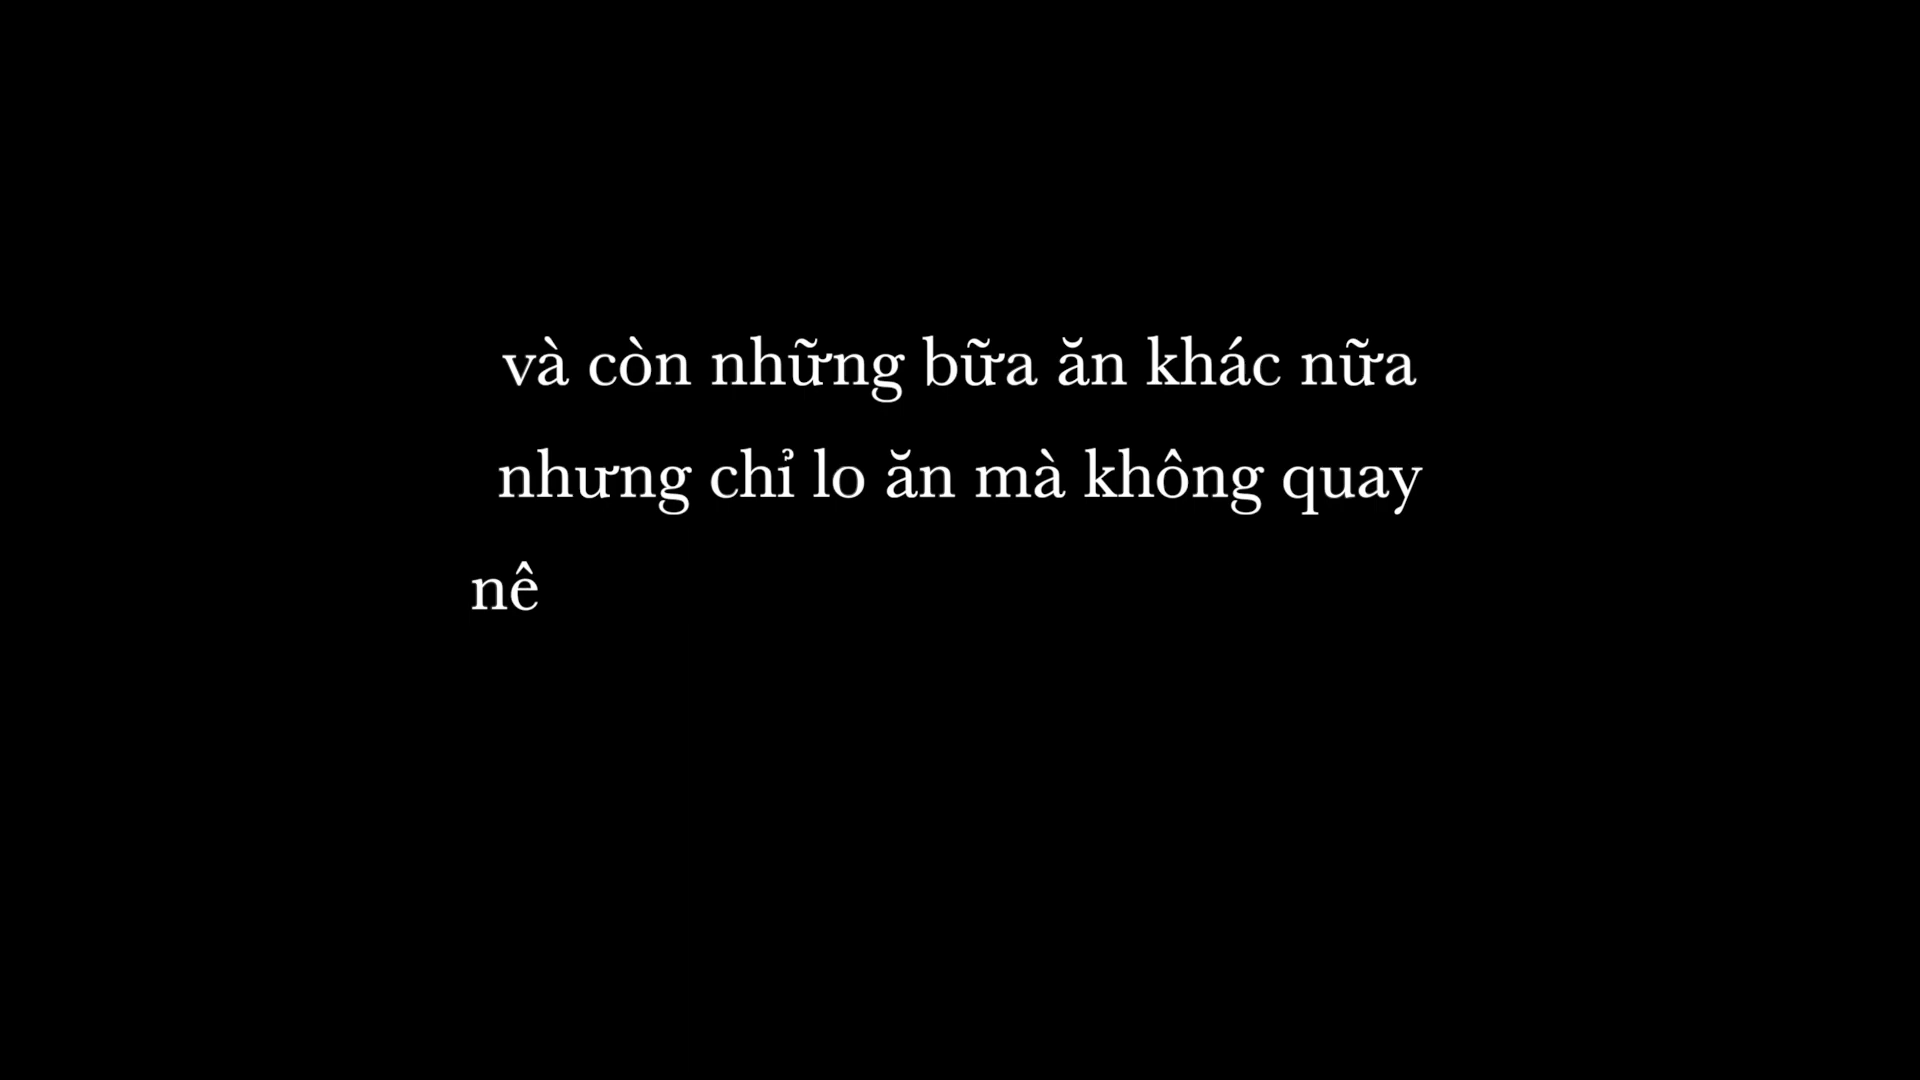 và còn những bữa ăn khác nữa
nhưng chỉ lo ăn mà không quay
nê